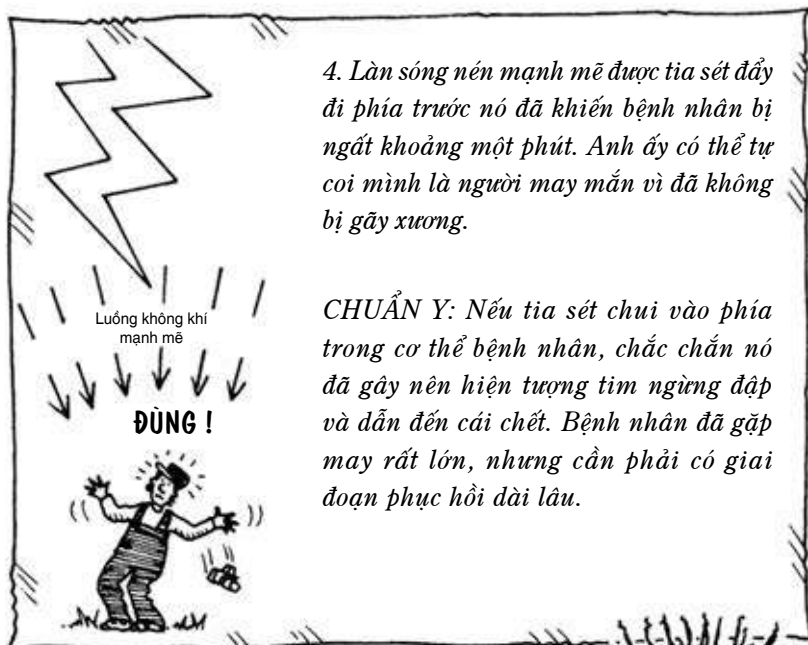 4. Làn sóng nén mạnh mẽ được tia sét đẩy
đi phía trước nó đã khiến bệnh nhân bị
ngất khoảng một phút. Anh ấy có thể tự
coi mình là người may mắn vì đã không
bị gãy xương.
CHUẨN Y: Nếu tia sét chui vào phía
trong cơ thể bệnh nhân, chắc chắn nó
đã gây nên hiện tượng tim ngừng đập
và dẫn đến cái chết. Bệnh nhân đã gặp
may rất lớn, nhưng cần phải có giai
đoạn phục hồi dài lâu.
Luồng không khí
mạnh mẽ
ĐÙNG !